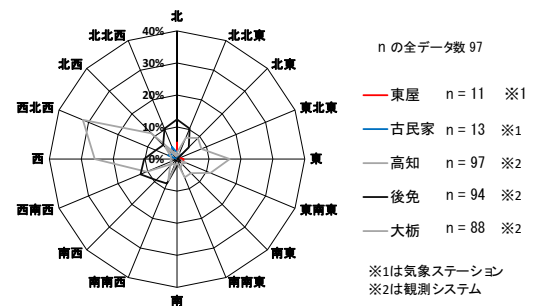 北
北北西
北北東
40%
北西
北東
30%
西北西
東北東
20%
10%
西
0%
東
西南西
東南東
南西
南東
南南西
南南東
南
n の全データ数 97
東屋 n = 11 ※1
古民家 n = 13 ※1
高知 n = 97 ※2
後免 n = 94 ※2
大栃 n = 88 ※2
※1は気象ステーション
※2は観測システム